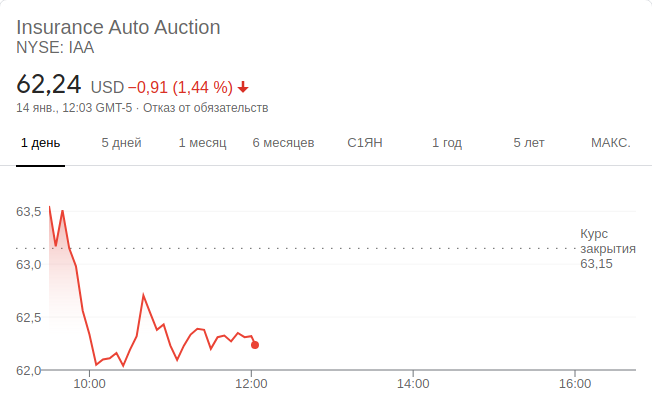 Insurance Auto Auction
NYSE: IAA
62,24 USD −0,91 (1,44 %)
14 янв., 12:03 GMT-5 · Отказ от обязательств
1 день 5 дней 1 месяц 6 месяцев С1ЯН 1 год 5 лет МАКС.
63,5
Курс
закрытия
63,15
63,0
62,5
62,0
10:00 12:00 14:00 16:00